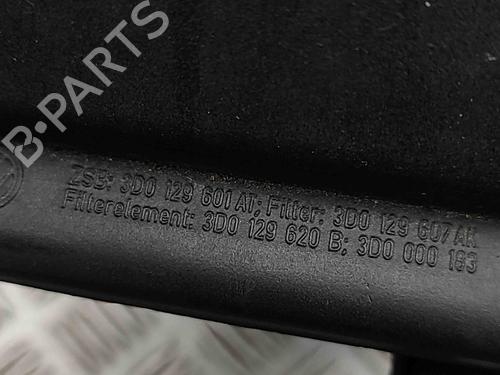 B-PARTS
ZSB: 3D0 129 601 AT; Filter: 3D0 129 607 AK
Filterelement: 3D0 129 620 B; 3D0 000 193